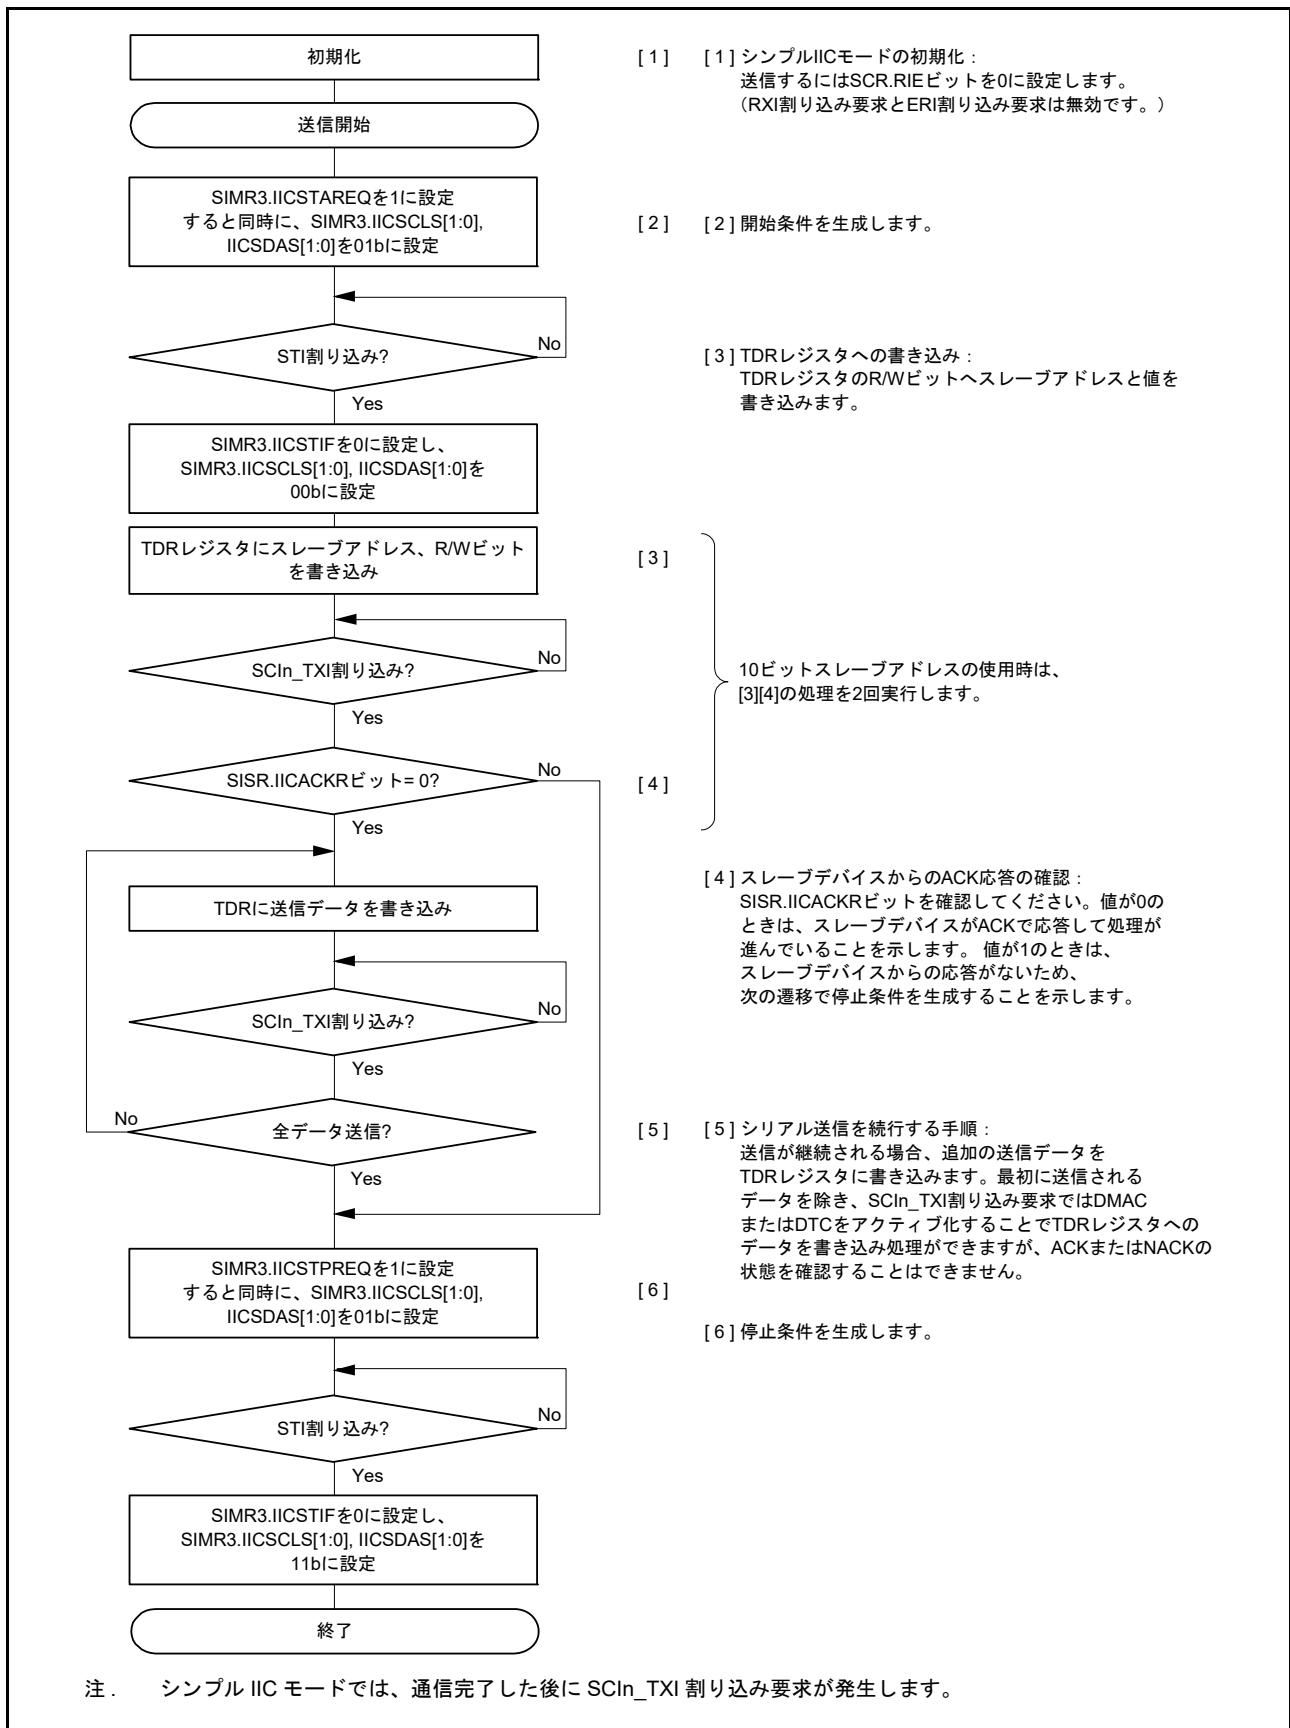 初期化
[ 1 ]
[ 1 ] シンプルIICモードの初期化：
送信するにはSCR.RIEビットを0に設定します。
（RXI割り込み要求とERI割り込み要求は無効です。）
送信開始
SIMR3.IICSTAREQを1に設定
すると同時に、SIMR3.IICSCLS[1:0],
IICSDAS[1:0]を01bに設定
[ 2 ]
[ 2 ] 開始条件を生成します。
STI割り込み?
No
Yes
[ 3 ] TDRレジスタへの書き込み：
TDRレジスタのR/Wビットへスレーブアドレスと値を
書き込みます。
SIMR3.IICSTIFを0に設定し、
SIMR3.IICSCLS[1:0], IICSDAS[1:0]を
00bに設定
TDRレジスタにスレーブアドレス、R/Wビット
を書き込み
[ 3 ]
SCIn_TXI割り込み?
No
Yes
10ビットスレーブアドレスの使用時は、
[3][4]の処理を2回実行します。
SISR.IICACKRビット= 0?
No
Yes
[ 4 ]
[ 4 ] スレーブデバイスからのACK応答の確認：
SISR.IICACKRビットを確認してください。値が0の
ときは、スレーブデバイスがACKで応答して処理が
進んでいることを示します。 値が1のときは、
スレーブデバイスからの応答がないため、
次の遷移で停止条件を生成することを示します。
TDRに送信データを書き込み
SCIn_TXI割り込み?
No
Yes
全データ送信?
No
Yes
[ 5 ]
[ 5 ] シリアル送信を続行する手順：
送信が継続される場合、追加の送信データを
TDRレジスタに書き込みます。最初に送信される
データを除き、SCIn_TXI割り込み要求ではDMAC
またはDTCをアクティブ化することでTDRレジスタへの
データを書き込み処理ができますが、ACKまたはNACKの
状態を確認することはできません。
SIMR3.IICSTPREQを1に設定
すると同時に、SIMR3.IICSCLS[1:0],
IICSDAS[1:0]を01bに設定
[ 6 ]
[ 6 ] 停止条件を生成します。
STI割り込み?
No
Yes
SIMR3.IICSTIFを0に設定し、
SIMR3.IICSCLS[1:0], IICSDAS[1:0]を
11bに設定
終了
注 . シンプル IIC モードでは、通信完了した後に SCIn_TXI 割り込み要求が発生します。